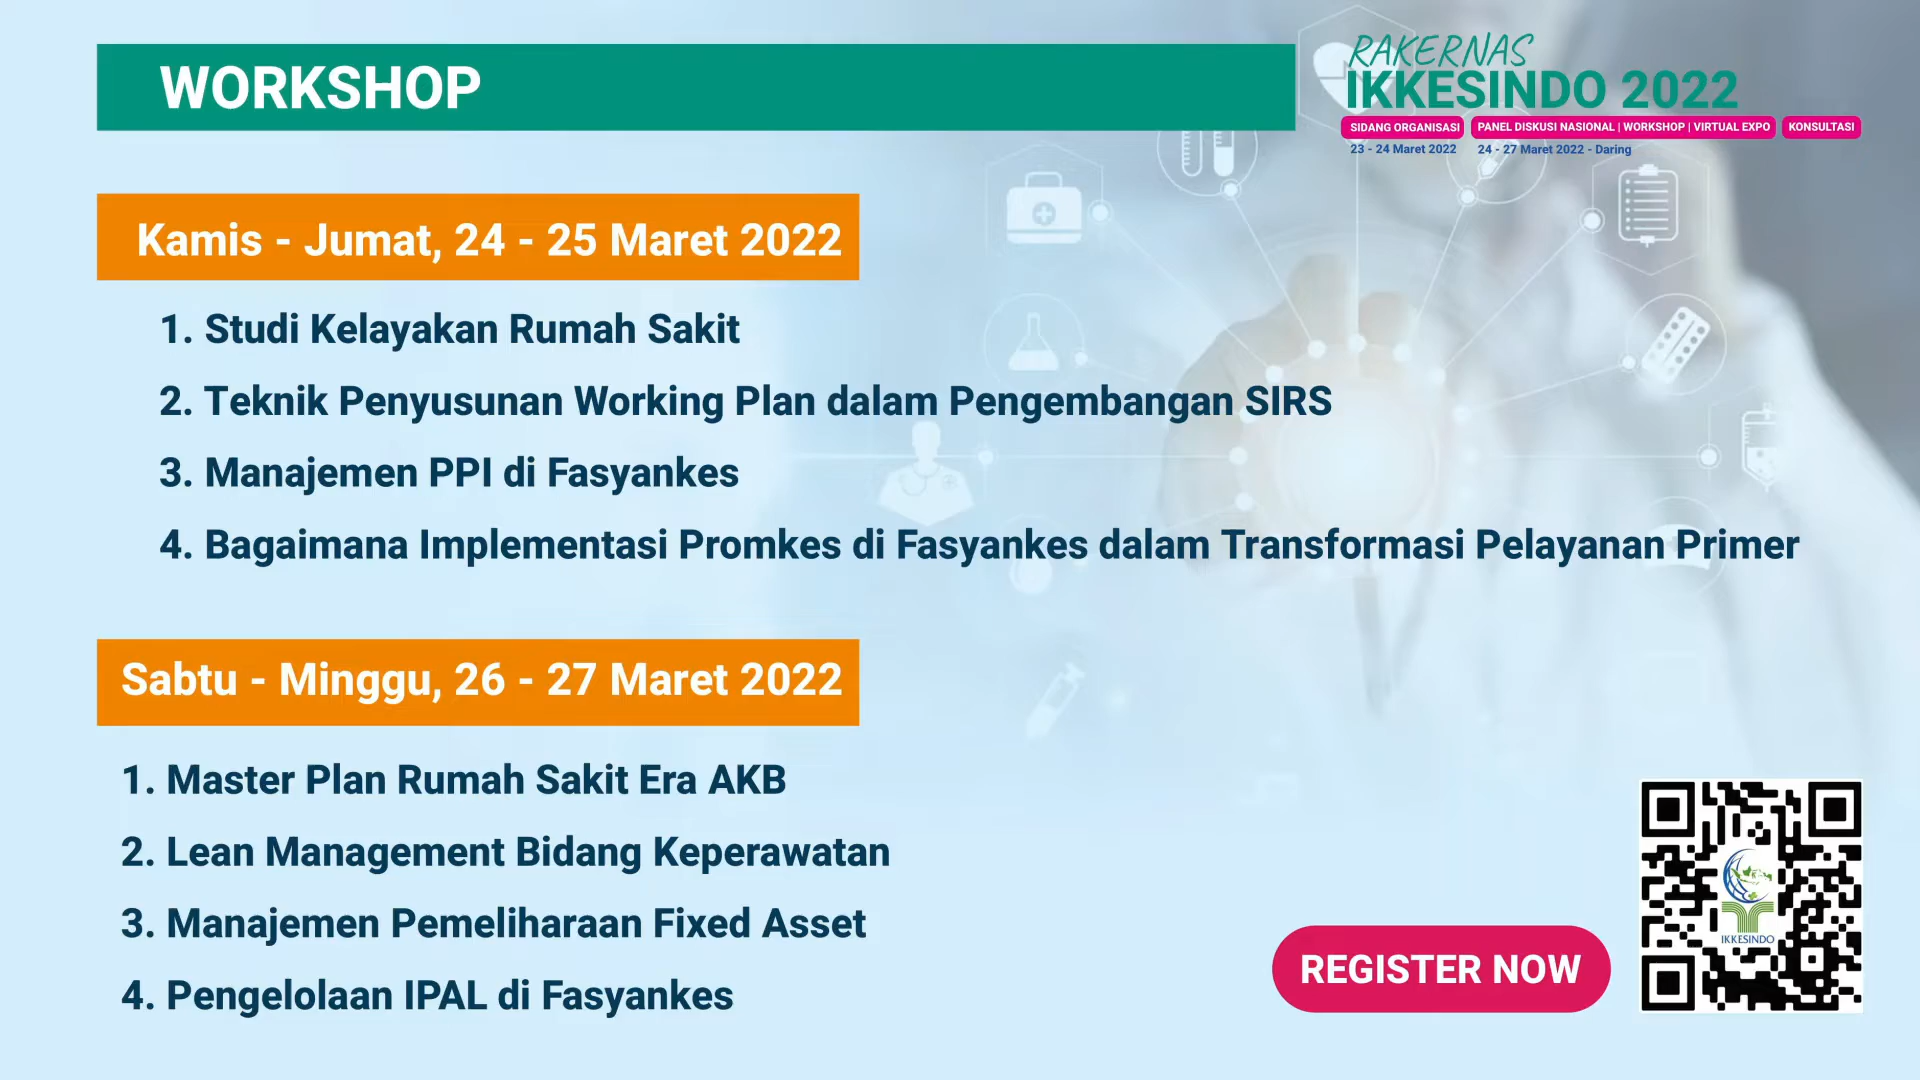 WORKSHOP
RAKERNAS
IKKESINDO 2022
SIDANG ORGANISASI
PANEL DISKUSI NASIONAL | WORKSHOP | VIRTUAL EXPO
KONSULTASI
23 - 24 Maret 2022
24 - 27 Maret 2022 - Daring
Kamis - Jumat, 24 - 25 Maret 2022
1. Studi Kelayakan Rumah Sakit
2. Teknik Penyusunan Working Plan dalam Pengembangan SIRS
3. Manajemen PPI di Fasyankes
4. Bagaimana Implementasi Promkes di Fasyankes dalam Transformasi Pelayanan Primer
Sabtu - Minggu, 26 - 27 Maret 2022
1. Master Plan Rumah Sakit Era AKB
2. Lean Management Bidang Keperawatan
3. Manajemen Pemeliharaan Fixed Asset
4. Pengelolaan IPAL di Fasyankes
REGISTER NOW
IKKESINDO